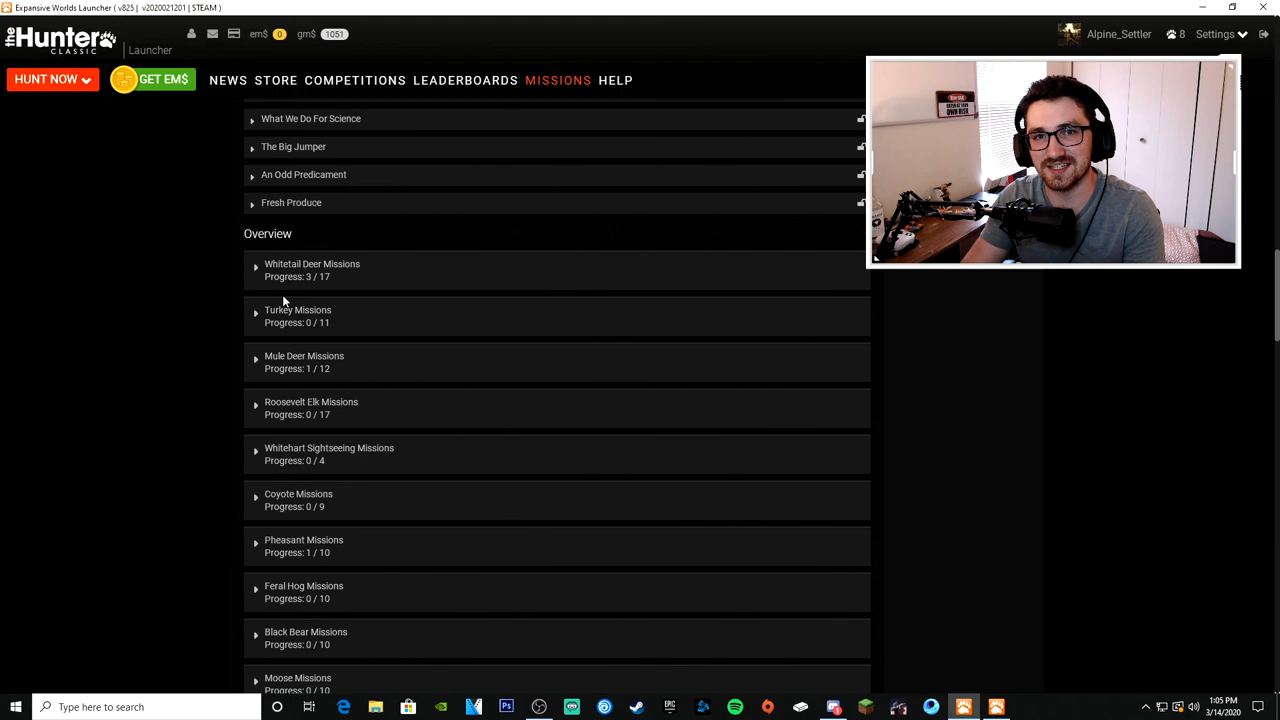 Expansive Worlds Launcher ( v825 | v2020021201 | STEAM )
theHunter
CLASSIC
Launcher
em$ 0 gm$ 1051
Alpine_Settler 8 Settings
HUNT NOW
GET EM$
NEWS STORE COMPETITIONS LEADERBOARDS MISSIONS HELP
What We Do For Science
The Big Jumper
An Odd Predicament
Fresh Produce
Overview
Whitetail Deer Missions
Progress: 3 / 17
Turkey Missions
Progress: 0 / 11
Mule Deer Missions
Progress: 1 / 12
Roosevelt Elk Missions
Progress: 0 / 17
Whitehart Sightseeing Missions
Progress: 0 / 4
Coyote Missions
Progress: 0 / 9
Pheasant Missions
Progress: 1 / 10
Feral Hog Missions
Progress: 0 / 10
Black Bear Missions
Progress: 0 / 10
Moose Missions
Progress: 0 / 10
ENTER AT YOUR
OWN RISK
Type here to search
1:05 PM
3/14/2020